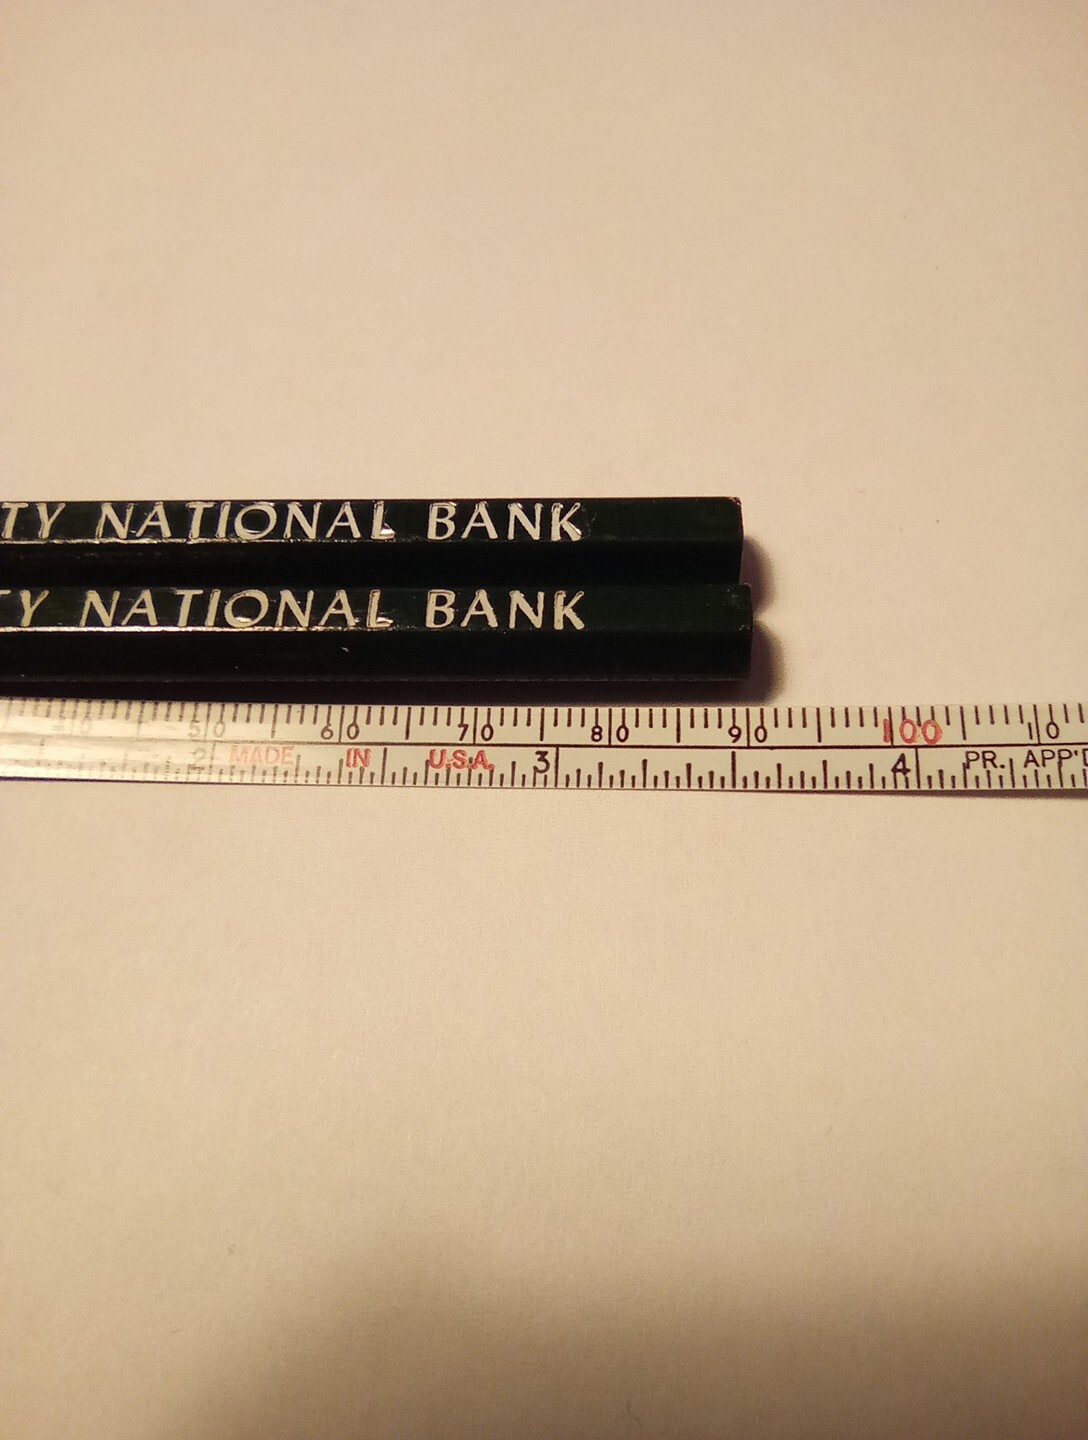 TY NATIONAL BANK
TY NATIONAL BANK
50 60 70 80 90 100 10
2 MADE IN U.S.A. 3 4 PR. APP'D